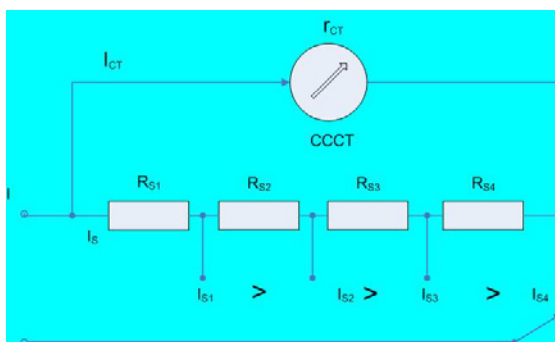 r_CT
I_CT
CCCT
R_S1 R_S2 R_S3 R_S4
I
I_S
I_S1 > I_S2 > I_S3 > I_S4